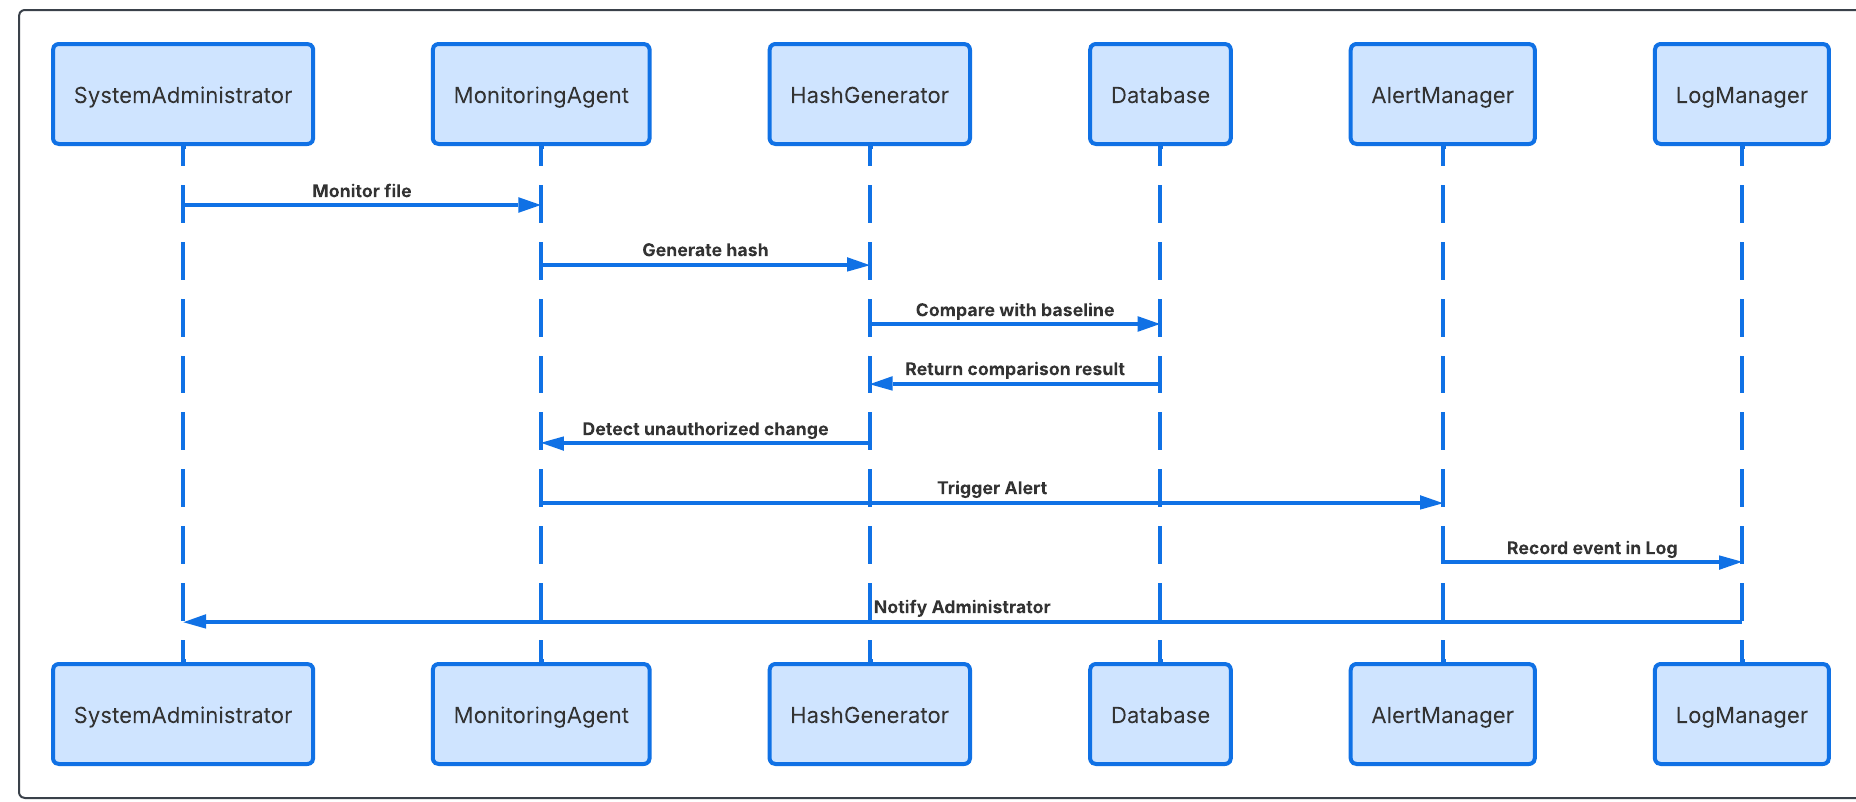 SystemAdministrator
MonitoringAgent
HashGenerator
Database
AlertManager
LogManager
Monitor file
Generate hash
Compare with baseline
Return comparison result
Detect unauthorized change
Trigger Alert
Record event in Log
Notify Administrator
SystemAdministrator
MonitoringAgent
HashGenerator
Database
AlertManager
LogManager